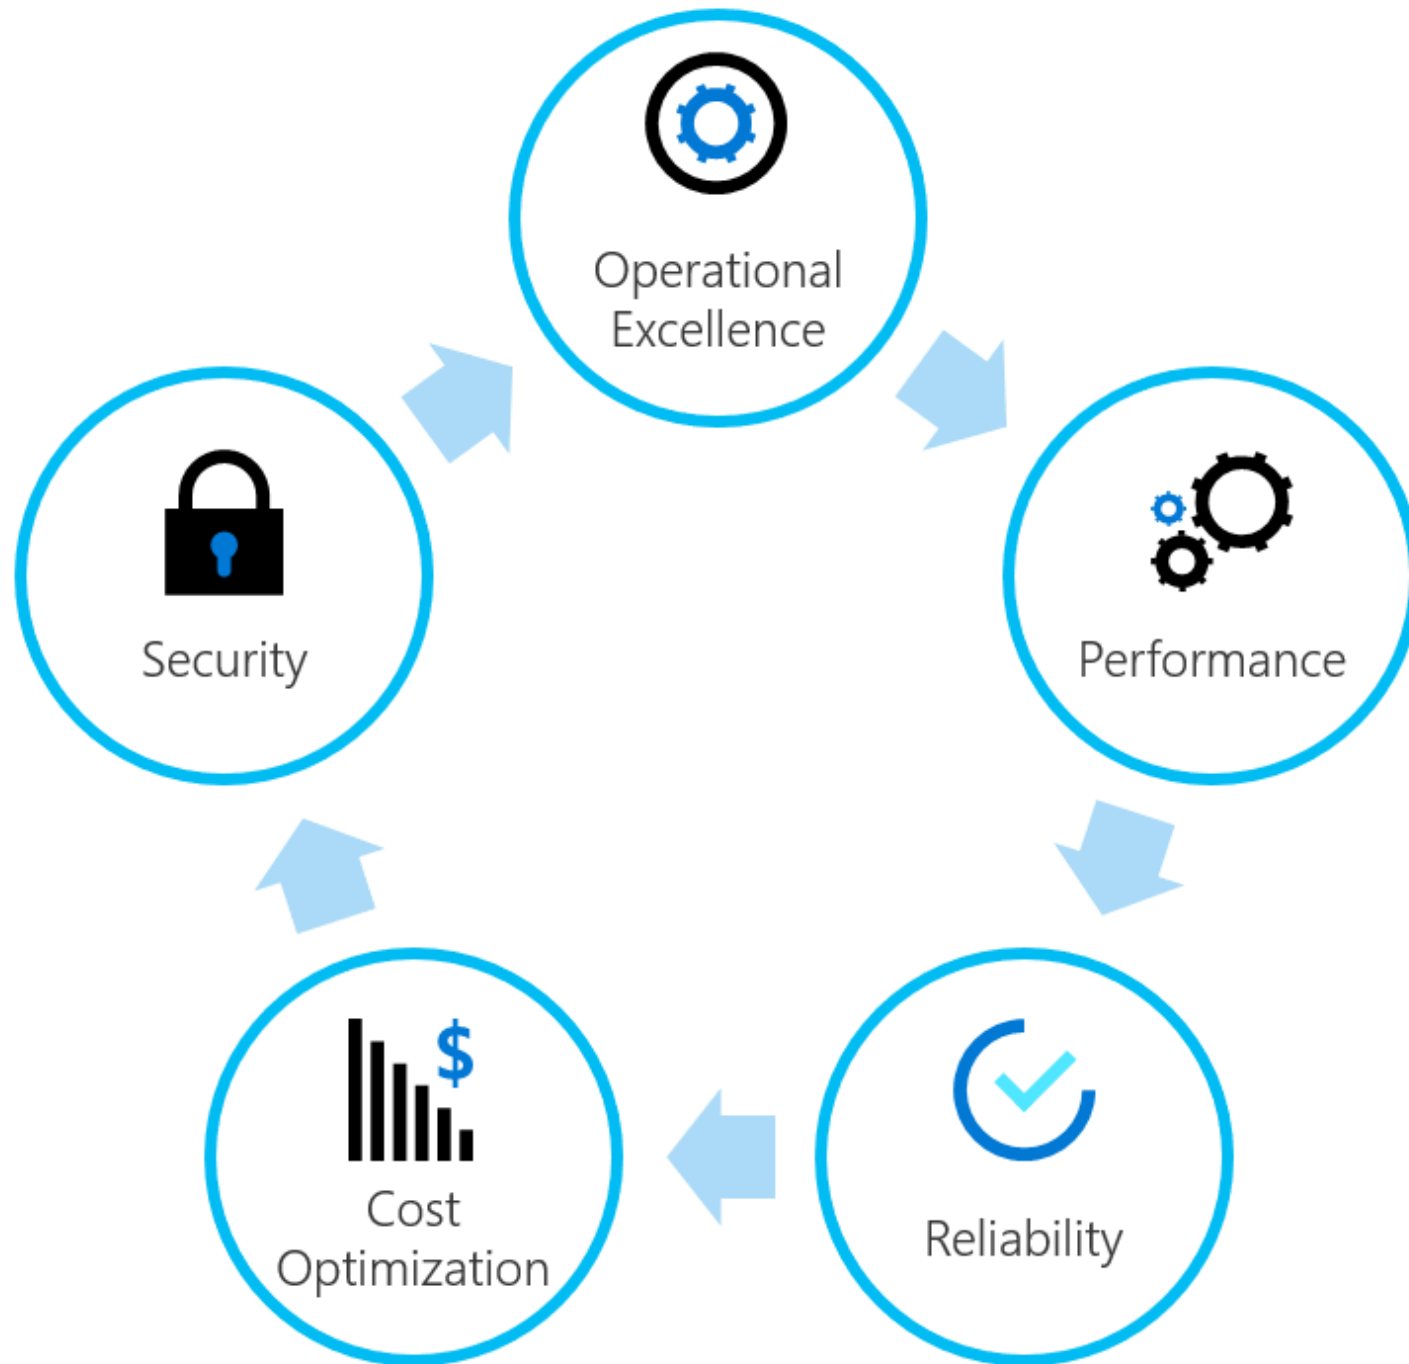 Operational
Excellence
Security
Performance
$
Cost
Optimization
Reliability